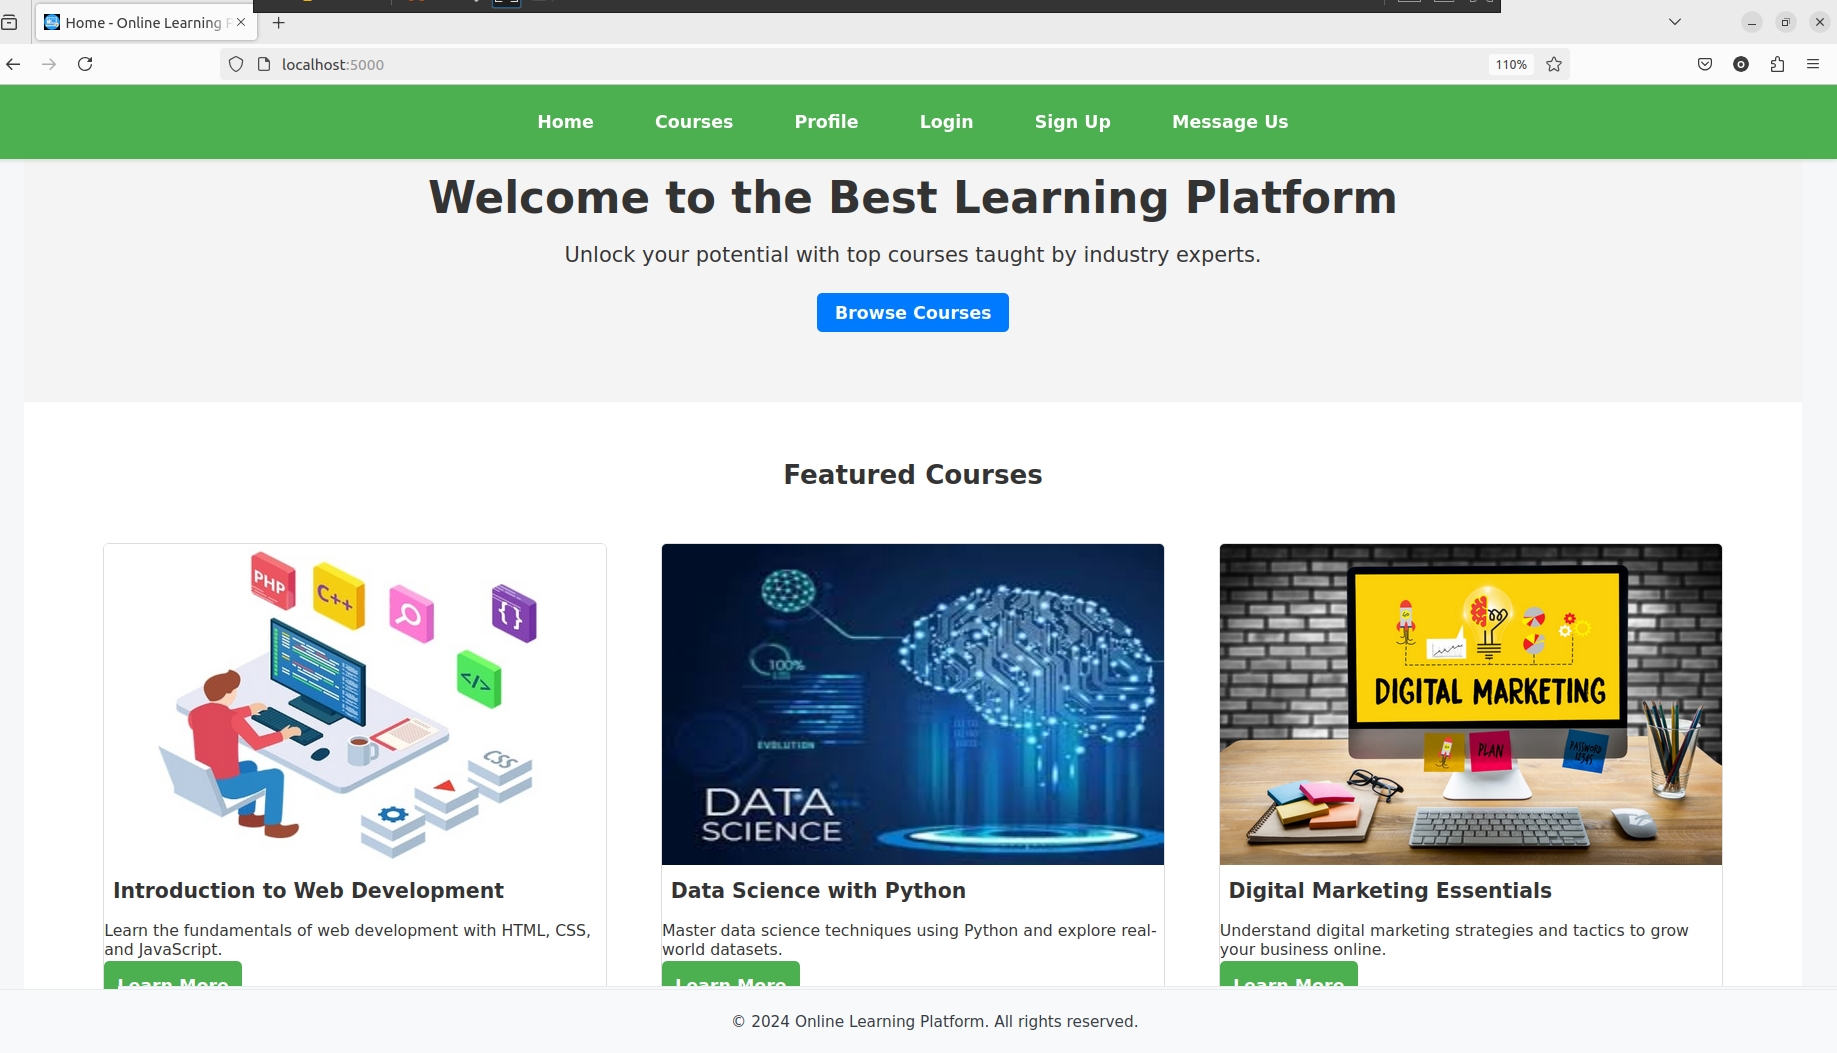 Home - Online Learning P
localhost:5000
110%
Home Courses Profile Login Sign Up Message Us
Welcome to the Best Learning Platform
Unlock your potential with top courses taught by industry experts.
Browse Courses
Featured Courses
PHP
C++
{}
</>
CSS
100%
EVOLUTION
DATA
SCIENCE
DIGITAL MARKETING
PLAN
PASSWORD
12345
Introduction to Web Development
Learn the fundamentals of web development with HTML, CSS,
and JavaScript.
Learn More
Data Science with Python
Master data science techniques using Python and explore real-
world datasets.
Learn More
Digital Marketing Essentials
Understand digital marketing strategies and tactics to grow
your business online.
Learn More
© 2024 Online Learning Platform. All rights reserved.